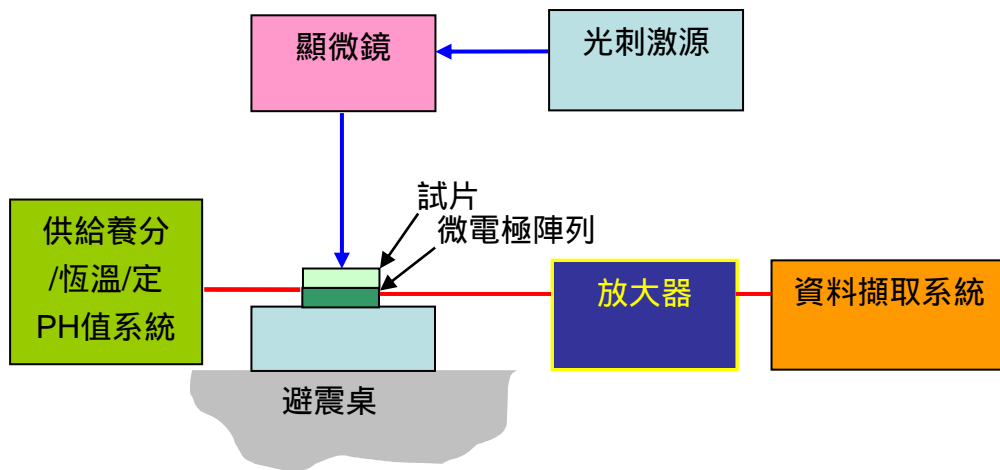 顯微鏡
光刺激源
試片
微電極陣列
供給養分
/恆溫/定
PH值系統
放大器
資料擷取系統
避震桌